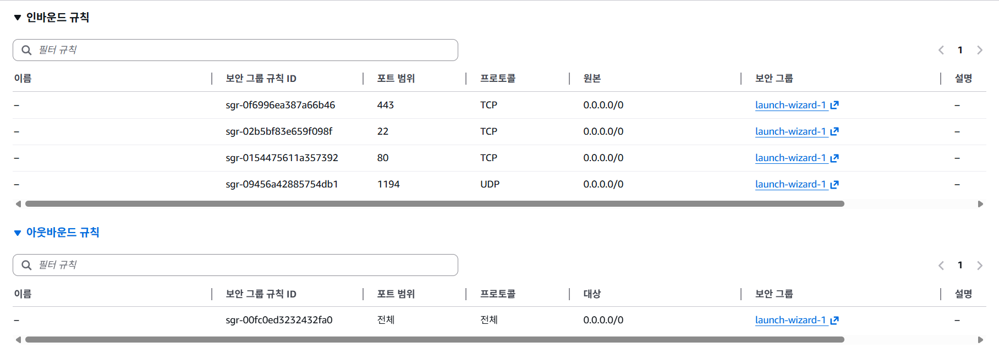 인바운드 규칙
필터 규칙
1
이름 보안 그룹 규칙 ID 포트 범위 프로토콜 원본 보안 그룹 설명
– sgr-0f6996ea387a66b46 443 TCP 0.0.0.0/0 launch-wizard-1 –
– sgr-02b5bf83e659f098f 22 TCP 0.0.0.0/0 launch-wizard-1 –
– sgr-0154475611a357392 80 TCP 0.0.0.0/0 launch-wizard-1 –
– sgr-09456a42885754db1 1194 UDP 0.0.0.0/0 launch-wizard-1 –
아웃바운드 규칙
필터 규칙
1
이름 보안 그룹 규칙 ID 포트 범위 프로토콜 대상 보안 그룹 설명
– sgr-00fc0ed3232432fa0 전체 전체 0.0.0.0/0 launch-wizard-1 –